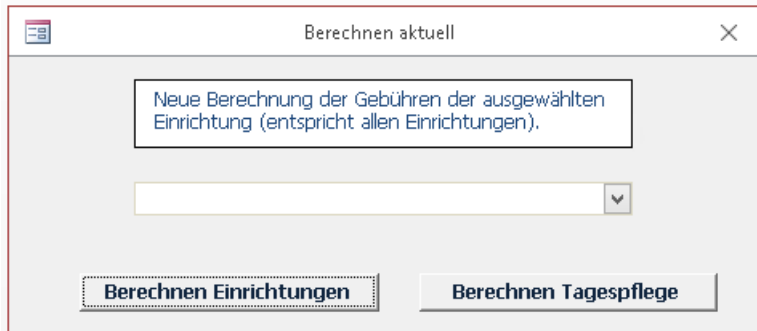 Berechnen aktuell
Neue Berechnung der Gebühren der ausgewählten
Einrichtung (entspricht allen Einrichtungen).
Berechnen Einrichtungen
Berechnen Tagespflege